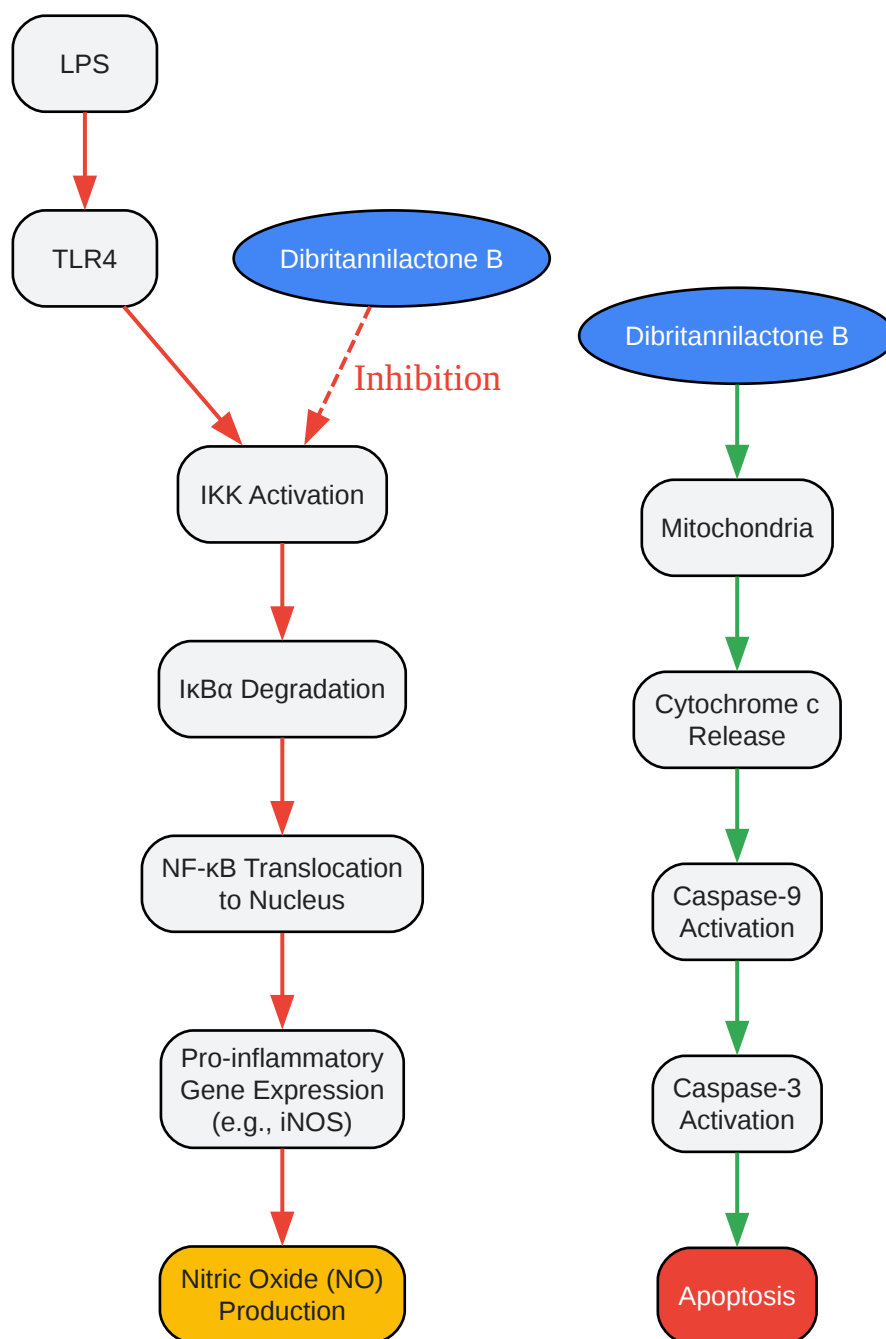 LPS
TLR4
Dibritannilactone B
Inhibition
IKK Activation
IκBα Degradation
NF-κB Translocation
to Nucleus
Pro-inflammatory
Gene Expression
(e.g., iNOS)
Nitric Oxide (NO)
Production
Dibritannilactone B
Mitochondria
Cytochrome c
Release
Caspase-9
Activation
Caspase-3
Activation
Apoptosis